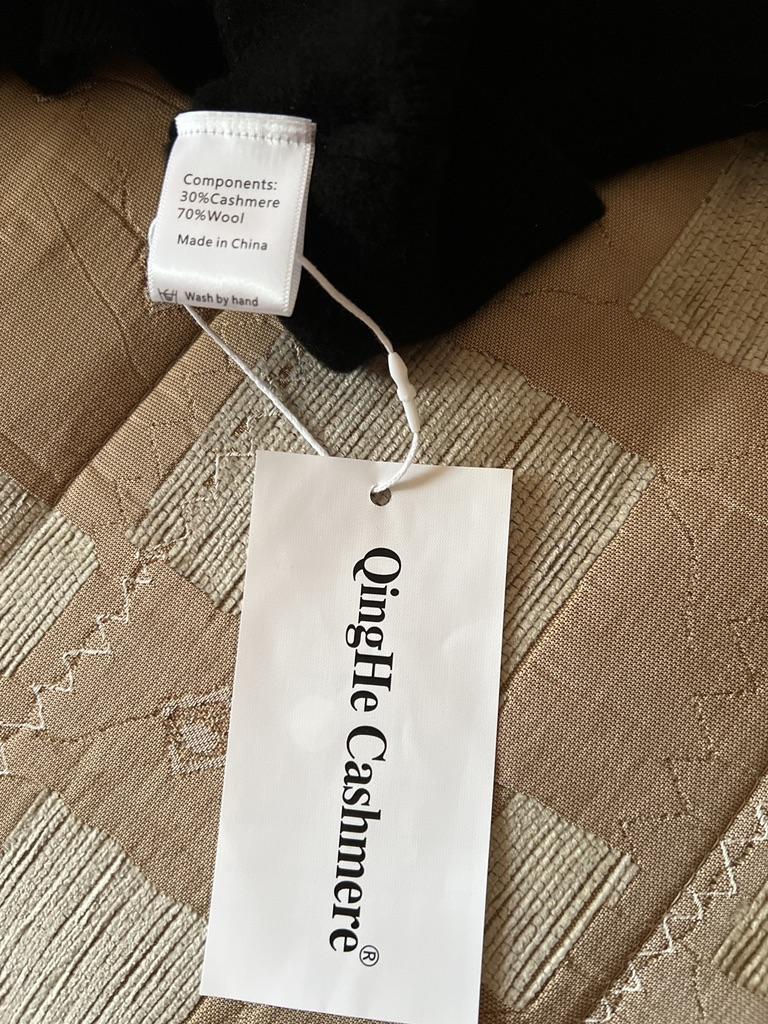 Components:
30%Cashmere
70%Wool
Made in China
Wash by hand
QingHe Cashmere®